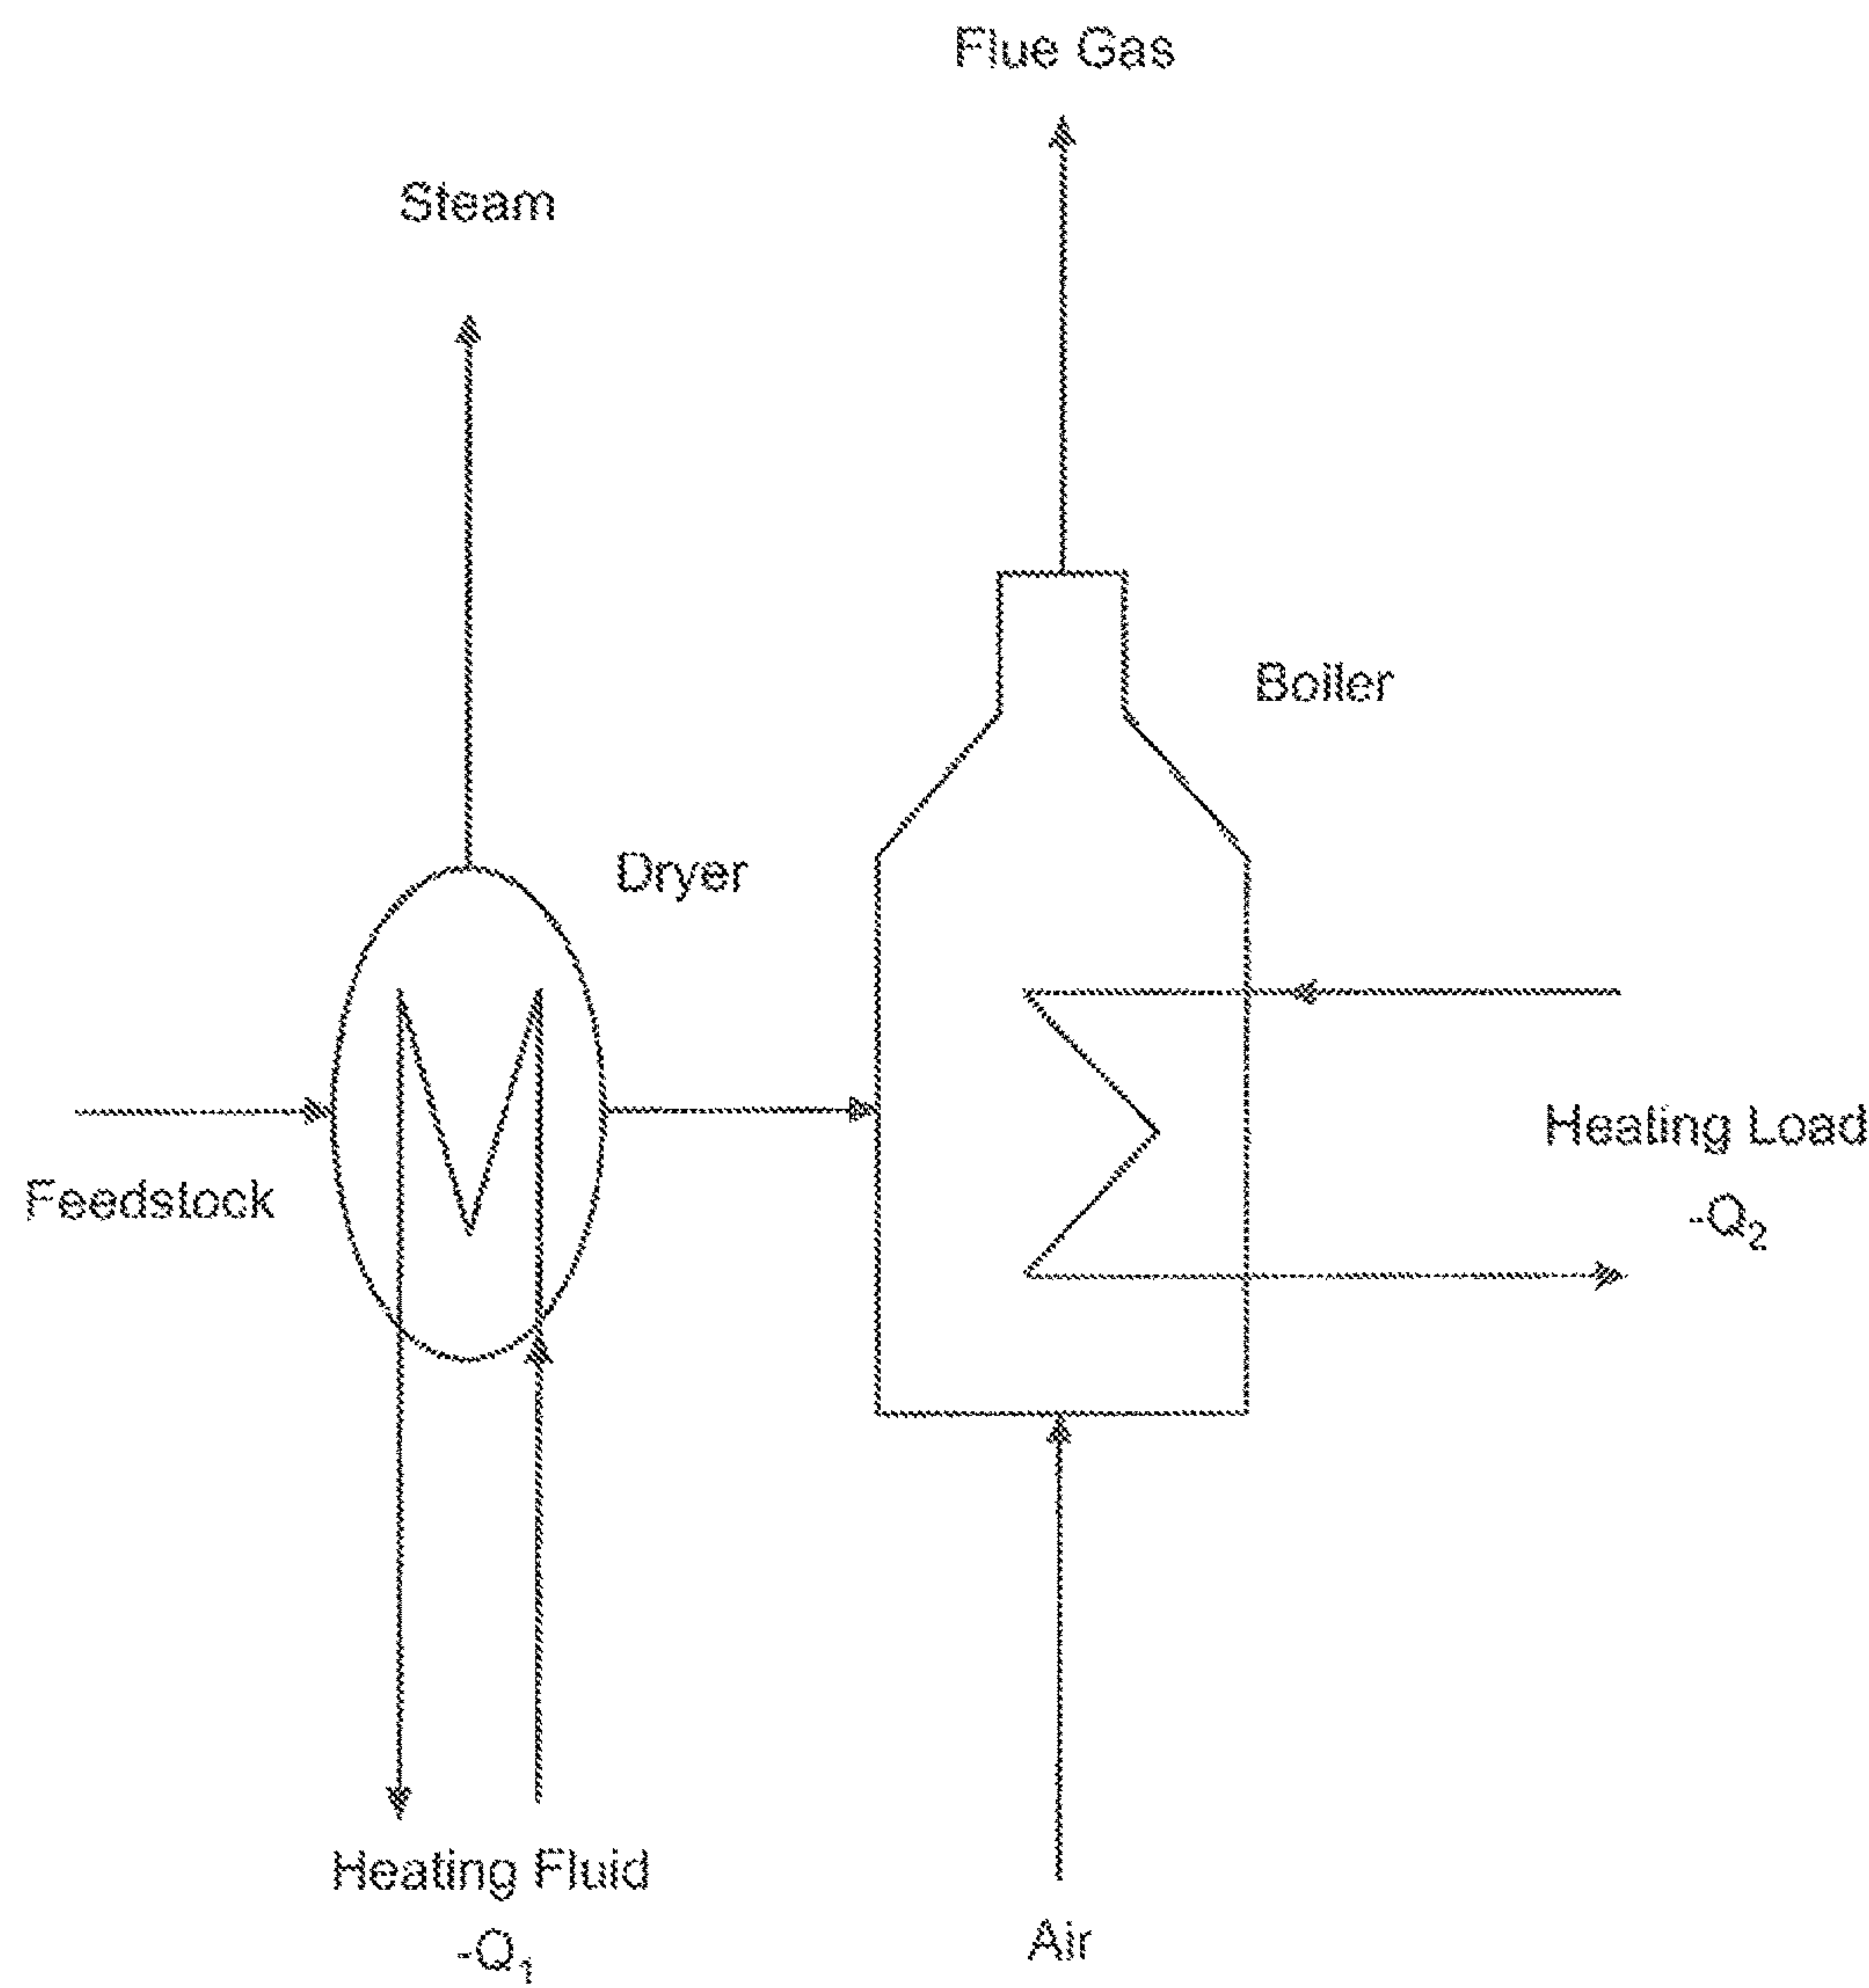 Flue Gas
Steam
Boiler
Dryer
Heating Load
-Q₂
Feedstock
Heating Fluid
-Q₁
Air